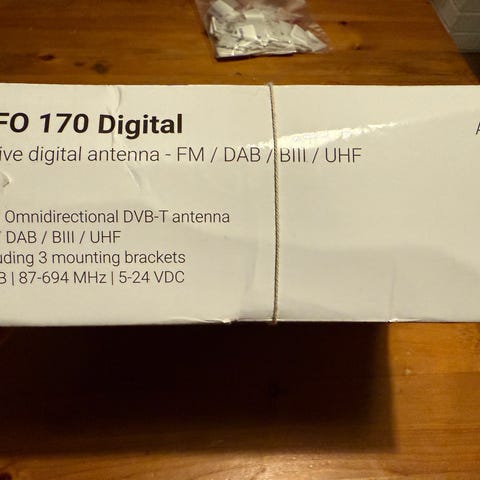 FO 170 Digital
ive digital antenna - FM / DAB / BIII / UHF
Omnidirectional DVB-T antenna
/ DAB / BIII / UHF
uding 3 mounting brackets
B | 87-694 MHz | 5-24 VDC
A